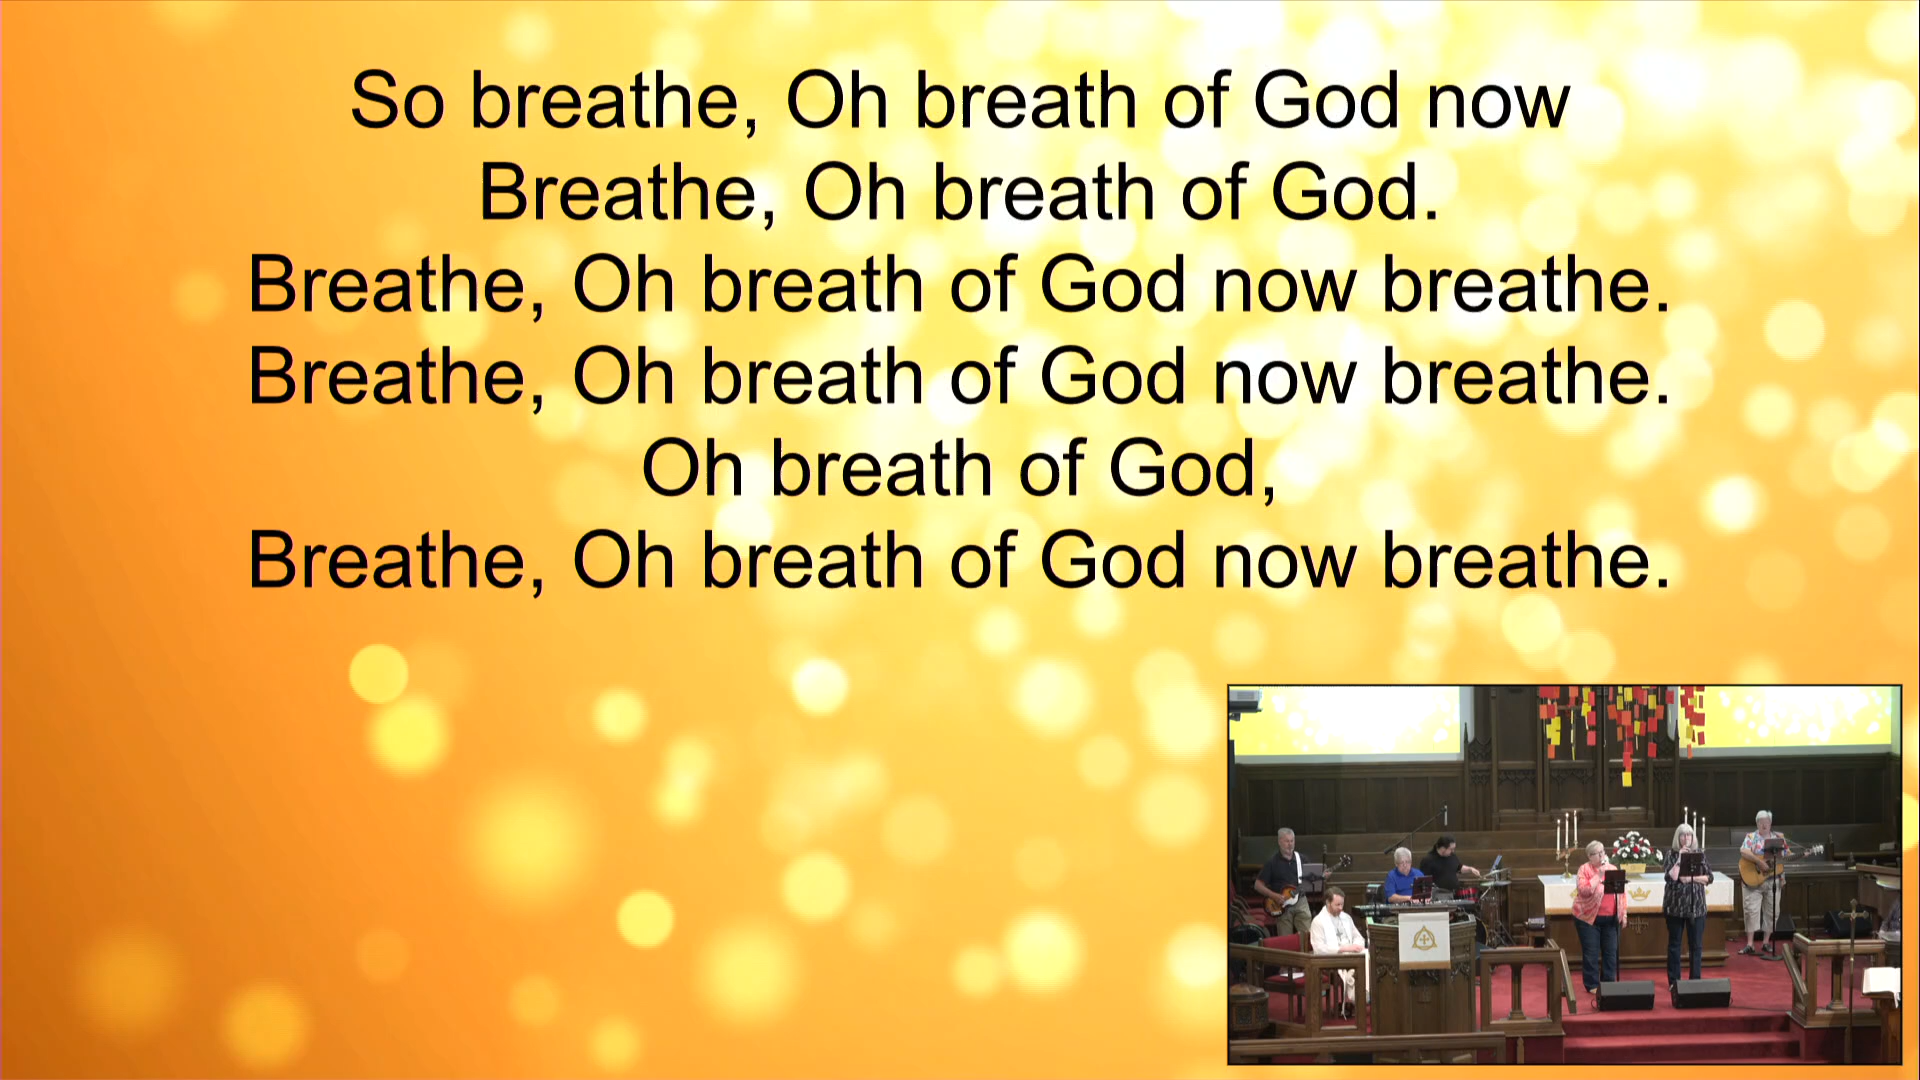 So breathe, Oh breath of God now
Breathe, Oh breath of God.
Breathe, Oh breath of God now breathe.
Breathe, Oh breath of God now breathe.
Oh breath of God,
Breathe, Oh breath of God now breathe.